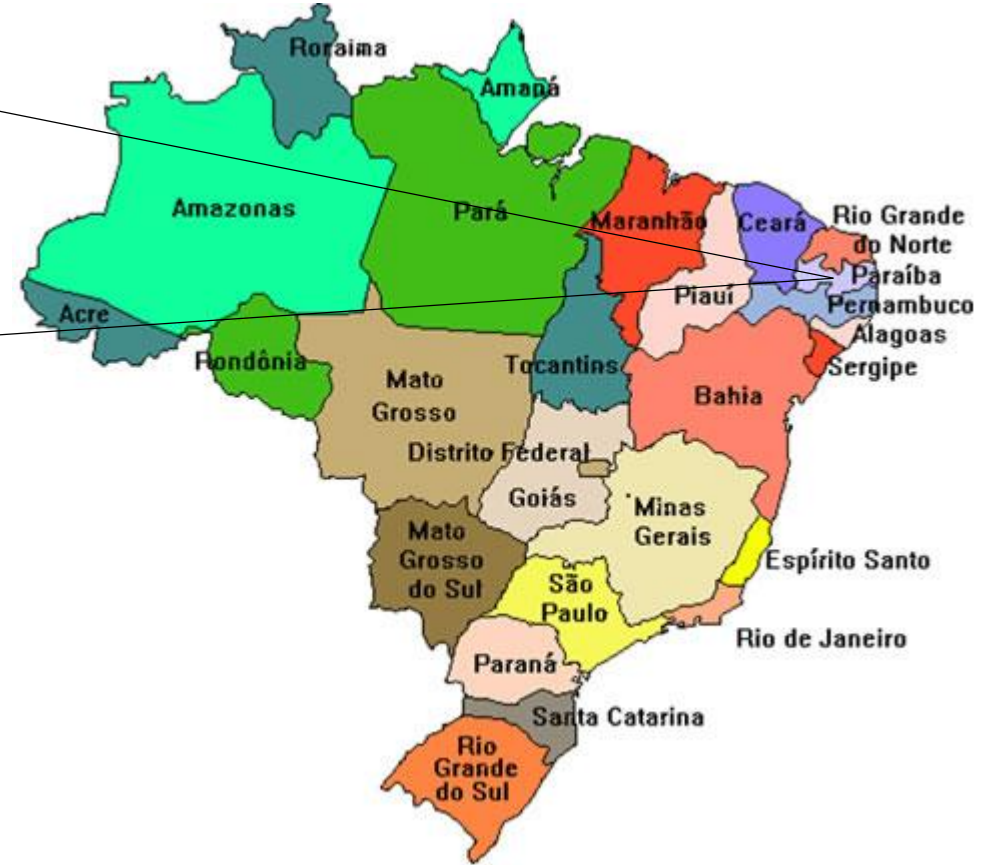 Roraima
Amapá
Amazonas
Pará
Maranhão
Ceará
Rio Grande
do Norte
Paraíba
Piauí
Pernambuco
Acre
Alagoas
Rondônia
Tocantins
Sergipe
Mato
Grosso
Bahia
Distrito Federal
Goiás
Minas
Gerais
Mato
Grosso
do Sul
Espírito Santo
São
Paulo
Rio de Janeiro
Paraná
Santa Catarina
Rio
Grande
do Sul